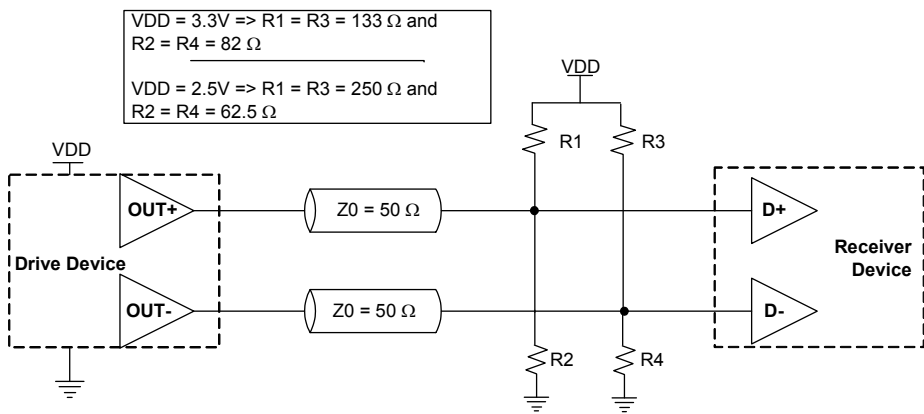 VDD = 3.3V => R1 = R3 = 133 Ω and
R2 = R4 = 82 Ω
VDD = 2.5V => R1 = R3 = 250 Ω and
R2 = R4 = 62.5 Ω
VDD
R1
R3
VDD
OUT+
Z0 = 50 Ω
D+
Drive Device
Receiver
Device
OUT-
Z0 = 50 Ω
D-
R2
R4